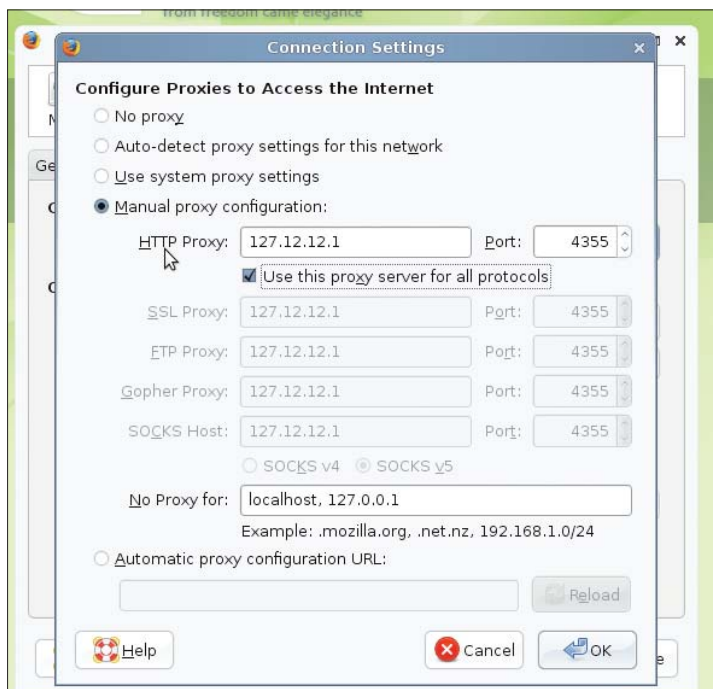 from freedom came elegance
Connection Settings
Configure Proxies to Access the Internet
No proxy
Auto-detect proxy settings for this network
Use system proxy settings
Manual proxy configuration:
HTTP Proxy: 127.12.12.1 Port: 4355
Use this proxy server for all protocols
SSL Proxy: 127.12.12.1 Port: 4355
FTP Proxy: 127.12.12.1 Port: 4355
Gopher Proxy: 127.12.12.1 Port: 4355
SOCKS Host: 127.12.12.1 Port: 4355
SOCKS v4 SOCKS v5
No Proxy for: localhost, 127.0.0.1
Example: .mozilla.org, .net.nz, 192.168.1.0/24
Automatic proxy configuration URL:
Reload
Help Cancel OK